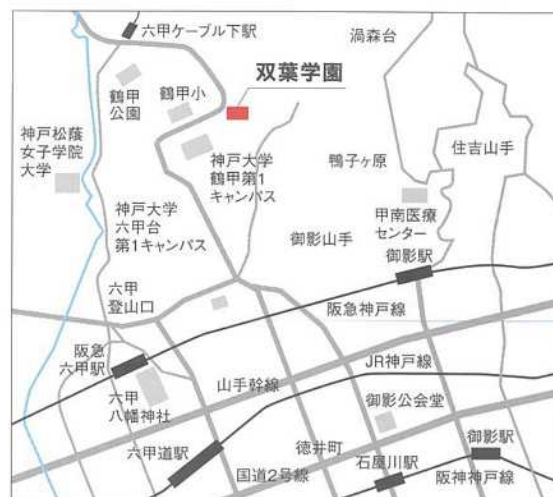 六甲ケーブル下駅
渦森台
双葉学園
鶴甲
公園
鶴甲小
神戸松蔭
女子学院
大学
神戸大学
鶴甲第1
キャンパス
鴨子ヶ原
住吉山手
神戸大学
六甲台
第1キャンパス
甲南医療
センター
御影山手
御影駅
六甲
登山口
阪急神戸線
阪急
六甲駅
JR神戸線
山手幹線
六甲
八幡神社
御影公会堂
六甲道駅
徳井町
御影駅
国道2号線
石屋川駅
阪神神戸線